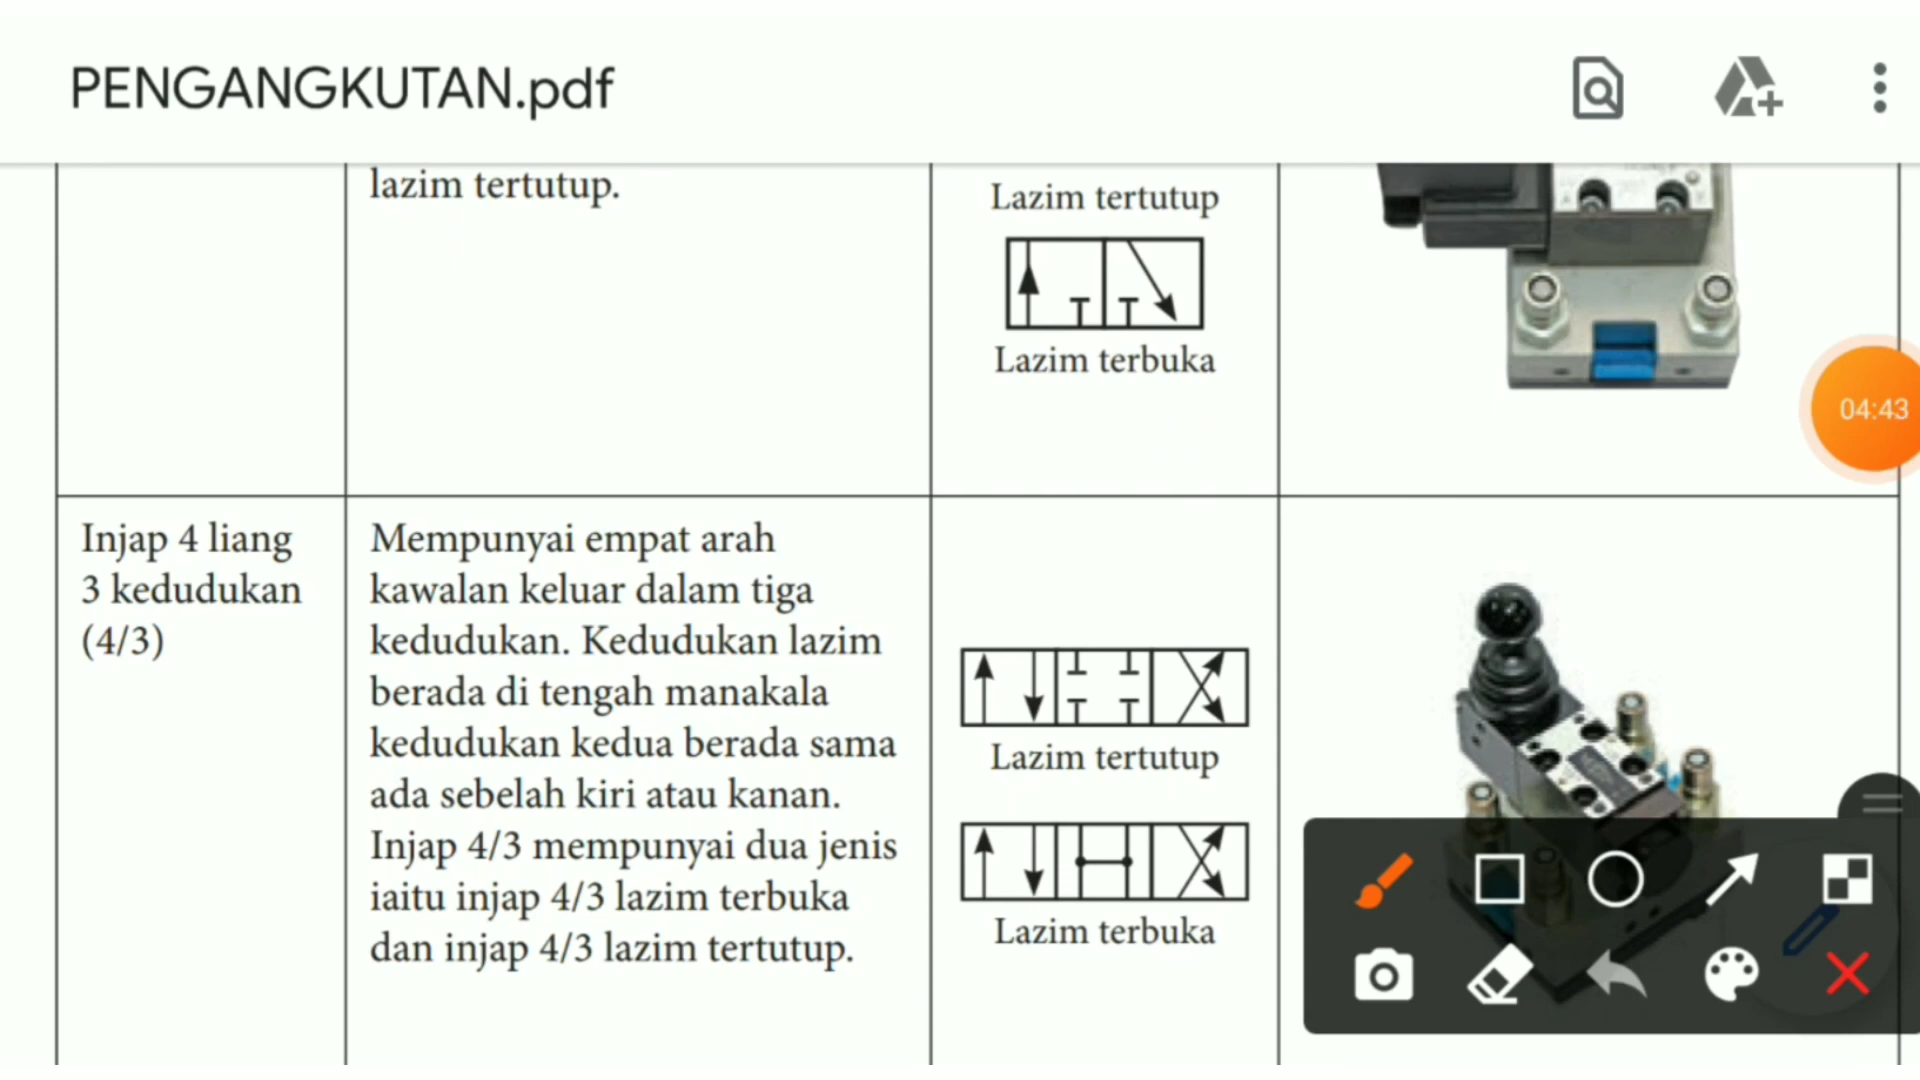 PENGANGKUTAN.pdf
lazim tertutup.
Lazim tertutup
Lazim terbuka
04:43
Injap 4 liang
3 kedudukan
(4/3)
Mempunyai empat arah
kawalan keluar dalam tiga
kedudukan. Kedudukan lazim
berada di tengah manakala
kedudukan kedua berada sama
ada sebelah kiri atau kanan.
Injap 4/3 mempunyai dua jenis
iaitu injap 4/3 lazim terbuka
dan injap 4/3 lazim tertutup.
Lazim tertutup
Lazim terbuka